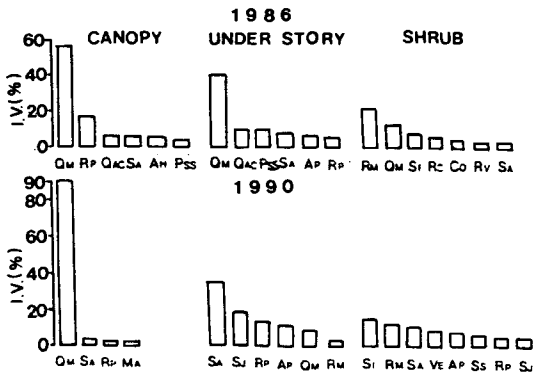 1986
CANOPY UNDER STORY SHRUB
60
40
20
0
I.V.(%)
QM RP QAC SA AH PSS QM QAC PSS SA AP RP RM QM SI RC CO RV SA
1990
90
80
60
40
20
0
I.V.(%)
QM SA RP MA SA SJ RP AP QM RM SI RM SA VE AP SS RP SJ